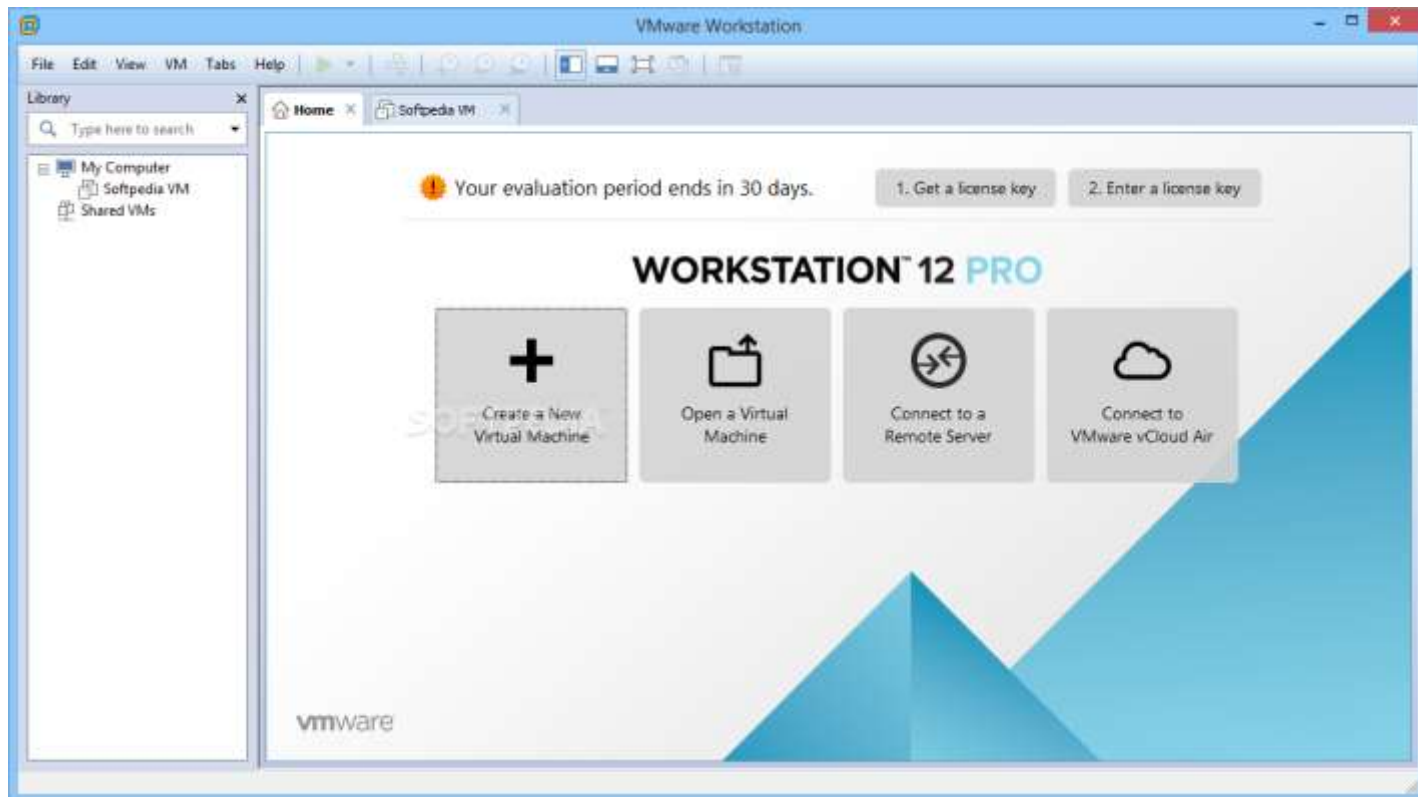 VMware Workstation
File Edit View VM Tabs Help
Library
Home
Softpedia VM
Type here to search
My Computer
Softpedia VM
Shared VMs
Your evaluation period ends in 30 days.
1. Get a license key
2. Enter a license key
WORKSTATION™ 12 PRO
Create a New
Virtual Machine
Open a Virtual
Machine
Connect to a
Remote Server
Connect to
VMware vCloud Air
SOFTPEDIA
vmware